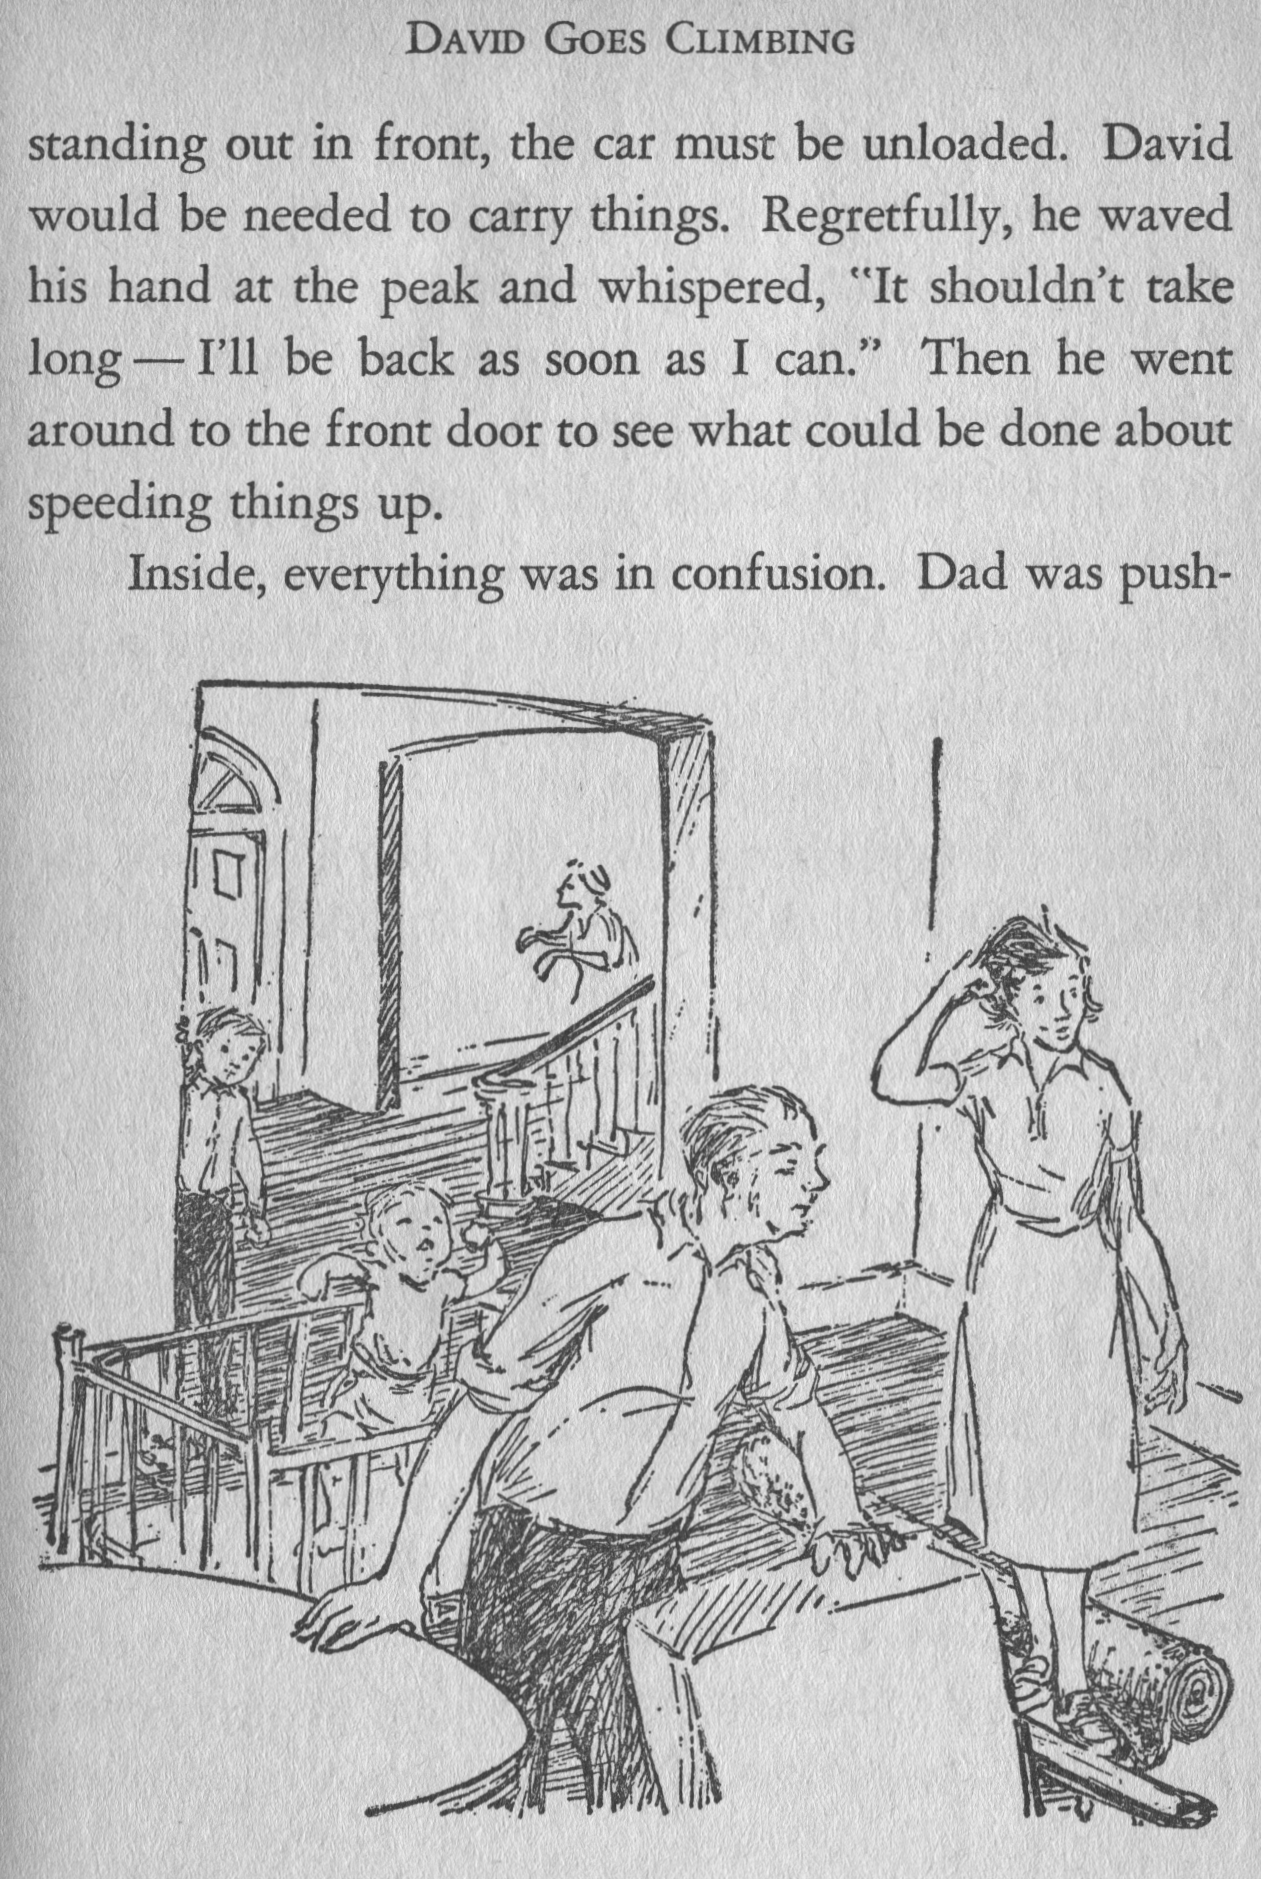 DAVID GOES CLIMBING
standing out in front, the car must be unloaded. David
would be needed to carry things. Regretfully, he waved
his hand at the peak and whispered, “It shouldn’t take
long — I’ll be back as soon as I can.” Then he went
around to the front door to see what could be done about
speeding things up.
Inside, everything was in confusion. Dad was push-